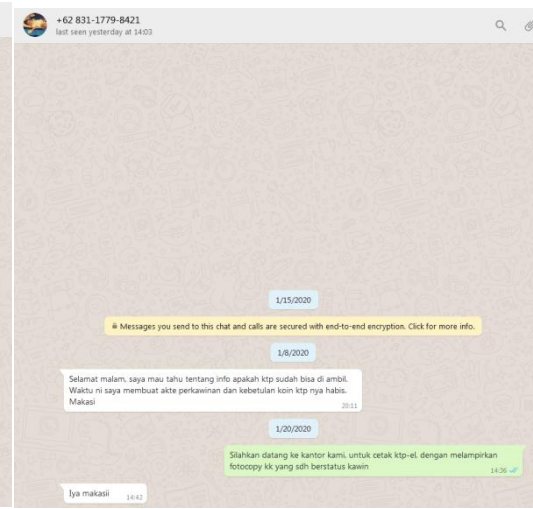 +62 831-1779-8421
last seen yesterday at 14:03
1/15/2020
Messages you send to this chat and calls are secured with end-to-end encryption. Click for more info.
1/8/2020
Selamat malam, saya mau tahu tentang info apakah ktp sudah bisa di ambil.
Waktu ni saya membuat akte perkawinan dan kebetulan koin ktp nya habis.
Makasi
20:11
1/20/2020
Silahkan datang ke kantor kami, untuk cetak ktp-el, dengan melampirkan
fotocopy kk yang sdh berstatus kawin
14:36
Iya makasii
14:42